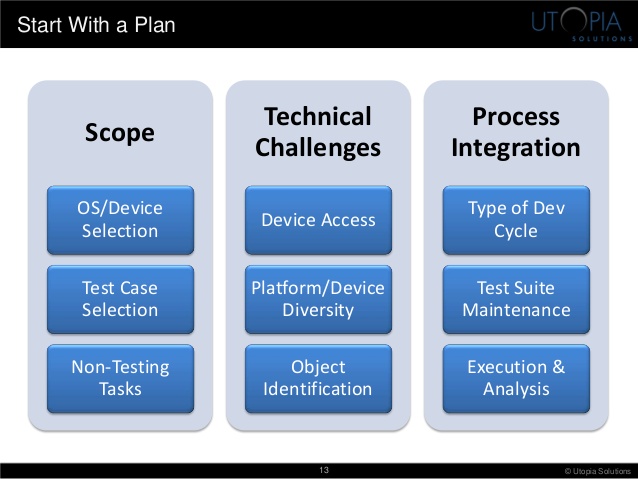 Start With a Plan
UTOPIA
SOLUTIONS
Scope
OS/Device
Selection
Test Case
Selection
Non-Testing
Tasks
Technical
Challenges
Device Access
Platform/Device
Diversity
Object
Identification
Process
Integration
Type of Dev
Cycle
Test Suite
Maintenance
Execution &
Analysis
13
© Utopia Solutions